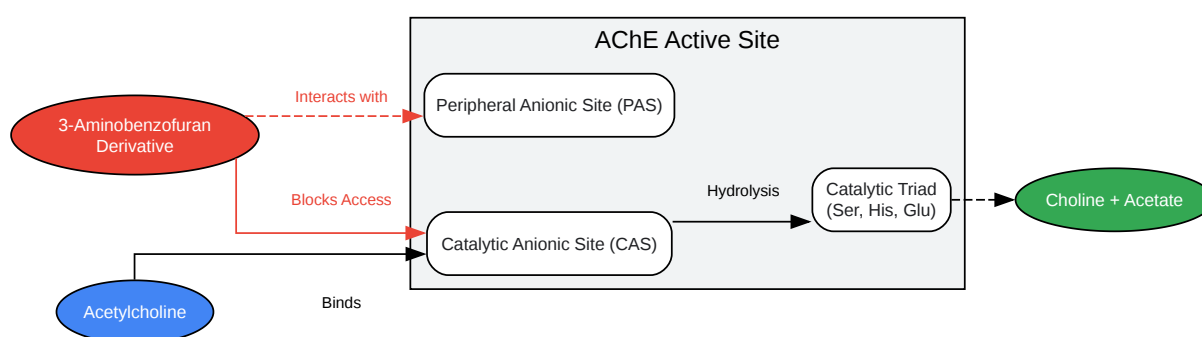 AChE Active Site
Interacts with
Peripheral Anionic Site (PAS)
3-Aminobenzofuran
Derivative
Blocks Access
Hydrolysis
Catalytic Triad
(Ser, His, Glu)
Choline + Acetate
Catalytic Anionic Site (CAS)
Binds
Acetylcholine